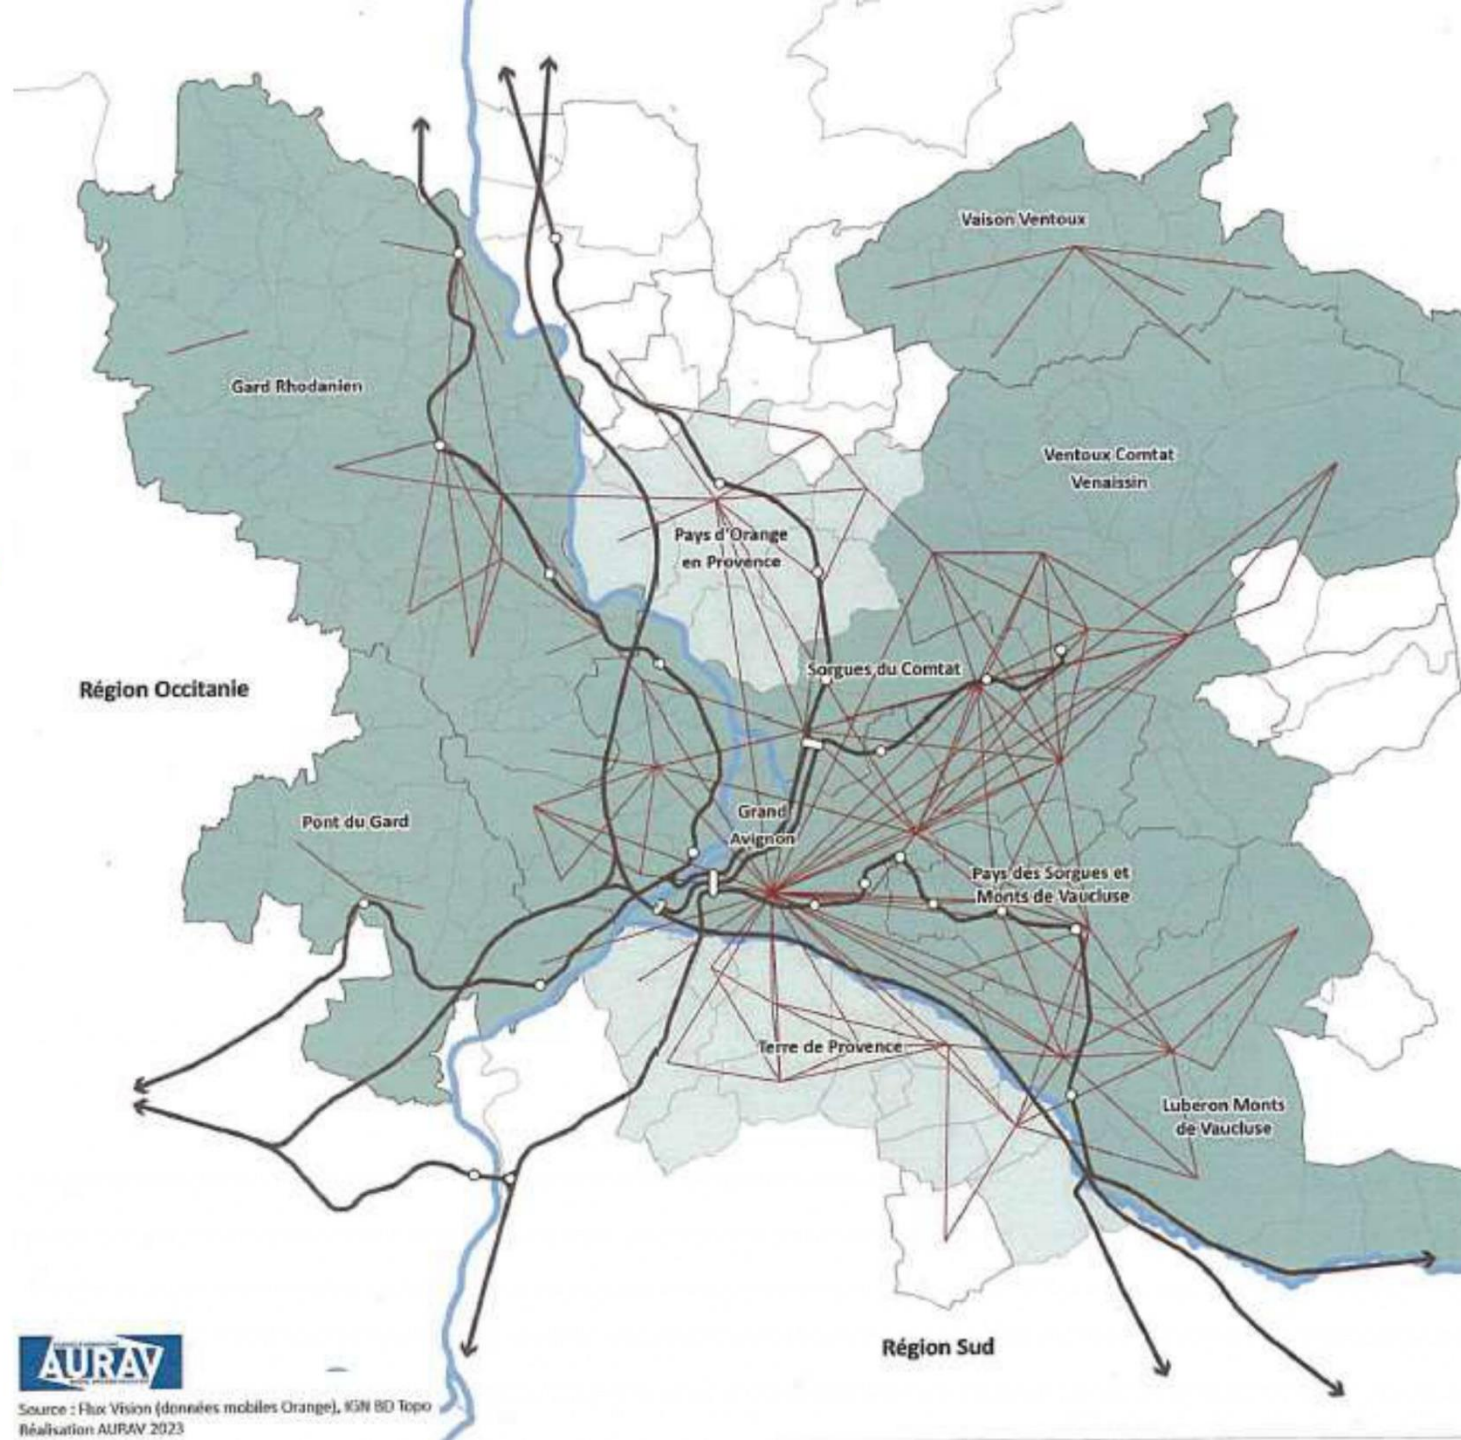 Vaison Ventoux
Gard Rhodanien
Ventoux Comtat
Venaissin
Pays d'Orange
en Provence
Sorgues du Comtat
Région Occitanie
Pont du Gard
Grand
Avignon
Pays des Sorgues et
Monts de Vaucluse
Terre de Provence
Luberon Monts
de Vaucluse
Région Sud
AURAV
Source : Flux Vision (données mobiles Orange), IGN BD Topo
Réalisation AURAV 2023